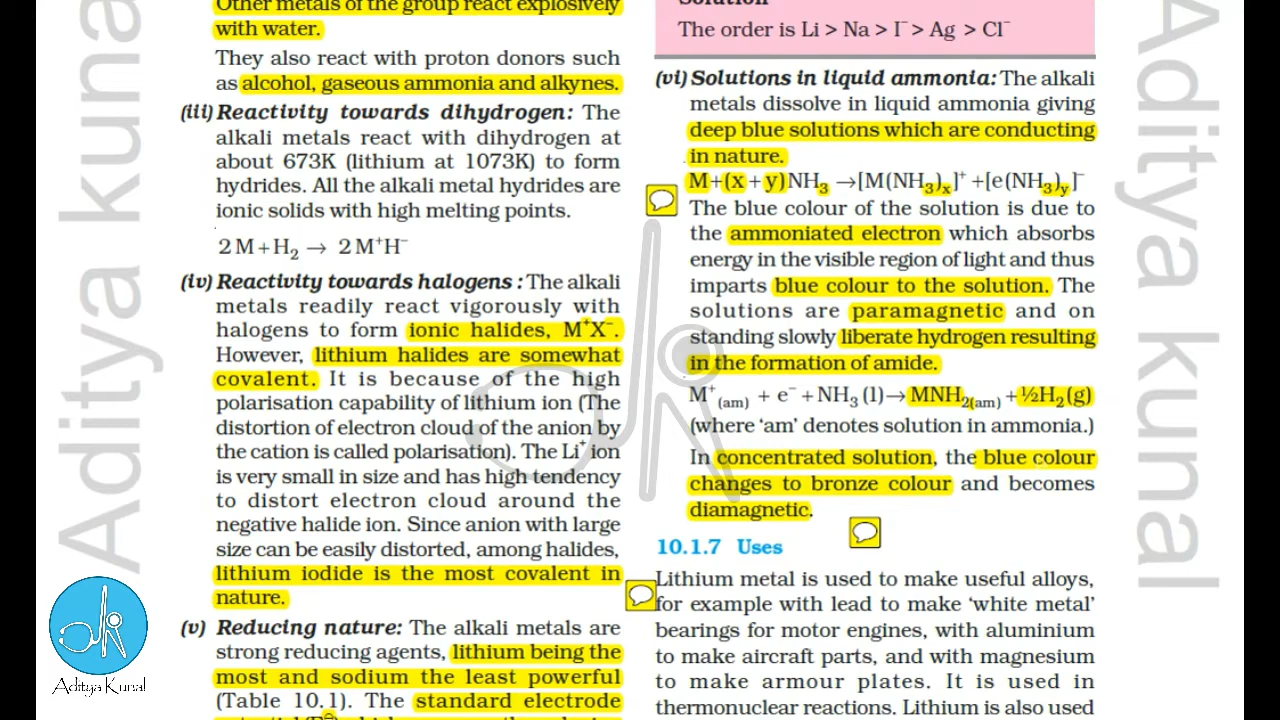 Other metals of the group react explosively
with water.
They also react with proton donors such
as alcohol, gaseous ammonia and alkynes.
(iii) Reactivity towards dihydrogen: The
alkali metals react with dihydrogen at
about 673K (lithium at 1073K) to form
hydrides. All the alkali metal hydrides are
ionic solids with high melting points.
2 M + H₂ → 2 M⁺H⁻
(iv) Reactivity towards halogens : The alkali
metals readily react vigorously with
halogens to form ionic halides, M⁺X⁻.
However, lithium halides are somewhat
covalent. It is because of the high
polarisation capability of lithium ion (The
distortion of electron cloud of the anion by
the cation is called polarisation). The Li⁺ ion
is very small in size and has high tendency
to distort electron cloud around the
negative halide ion. Since anion with large
size can be easily distorted, among halides,
lithium iodide is the most covalent in
nature.
(v) Reducing nature: The alkali metals are
strong reducing agents, lithium being the
most and sodium the least powerful
(Table 10.1). The standard electrode
Solution
The order is Li > Na > I⁻ > Ag > Cl⁻
(vi) Solutions in liquid ammonia: The alkali
metals dissolve in liquid ammonia giving
deep blue solutions which are conducting
in nature.
M + (x + y) NH₃ → [M(NH₃)ₓ]⁺ + [e(NH₃)y]⁻
The blue colour of the solution is due to
the ammoniated electron which absorbs
energy in the visible region of light and thus
imparts blue colour to the solution. The
solutions are paramagnetic and on
standing slowly liberate hydrogen resulting
in the formation of amide.
M⁺(am) + e⁻ + NH₃ (l) → MNH₂(am) + ½H₂ (g)
(where ‘am’ denotes solution in ammonia.)
In concentrated solution, the blue colour
changes to bronze colour and becomes
diamagnetic.
10.1.7 Uses
Lithium metal is used to make useful alloys,
for example with lead to make ‘white metal’
bearings for motor engines, with aluminium
to make aircraft parts, and with magnesium
to make armour plates. It is used in
thermonuclear reactions. Lithium is also used
Aditya kunal
Aditya kunal
Aditya Kunal